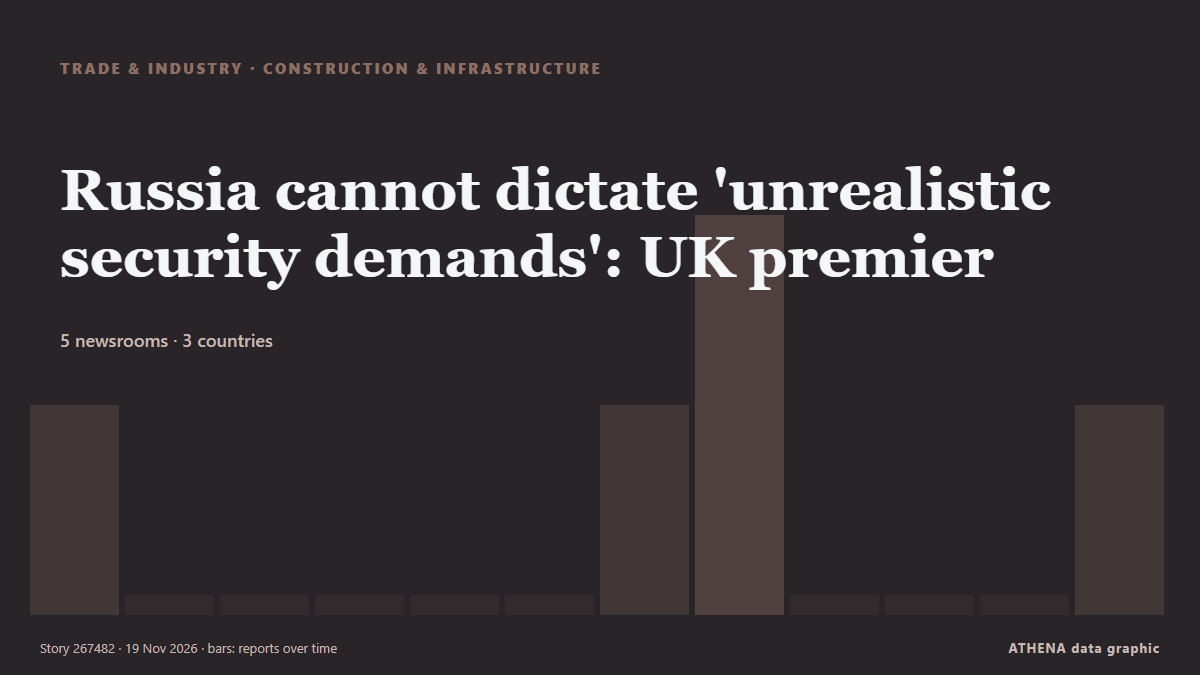 TRADE & INDUSTRY · CONSTRUCTION & INFRASTRUCTURE
Russia cannot dictate 'unrealistic
security demands': UK premier
5 newsrooms · 3 countries
Story 267482 · 19 Nov 2026 · bars: reports over time
ATHENA data graphic